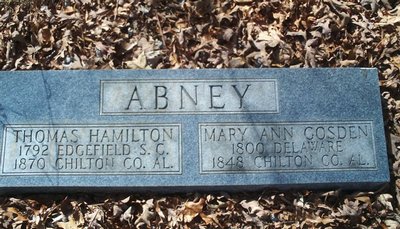 ABNEY
THOMAS HAMILTON
1792 EDGEFIELD S.C.
1870 CHILTON CO. AL.
MARY ANN GOSDEN
1800 DELAWARE
1848 CHILTON CO. AL.